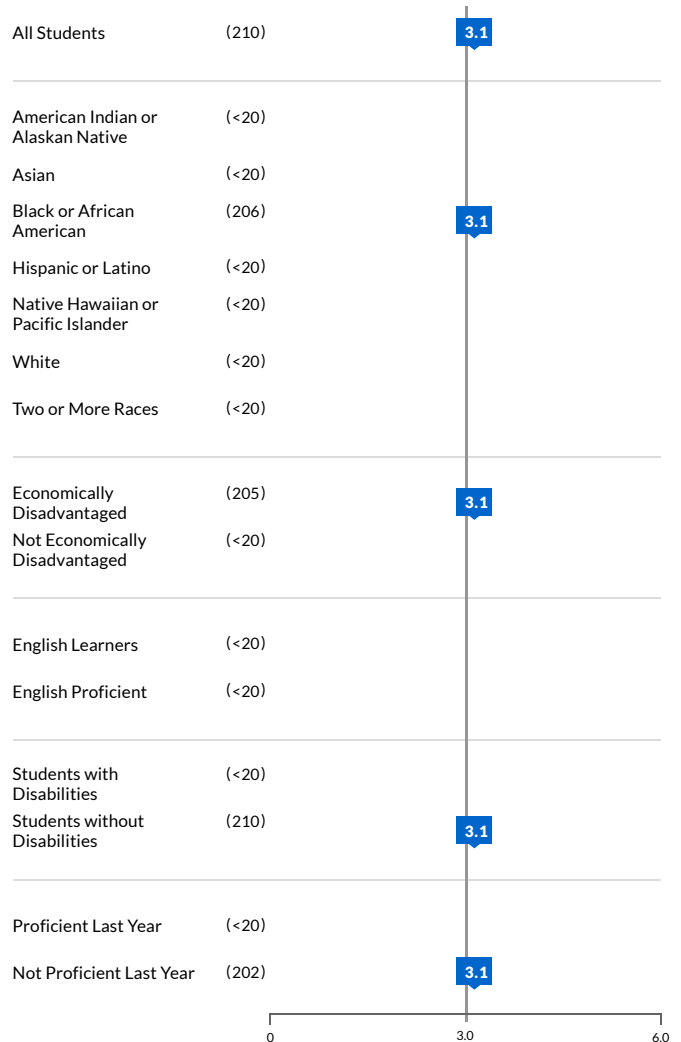 All Students (210) 3.1
American Indian or (<20)
Alaskan Native
Asian (<20)
Black or African (206) 3.1
American
Hispanic or Latino (<20)
Native Hawaiian or (<20)
Pacific Islander
White (<20)
Two or More Races (<20)
Economically (205) 3.1
Disadvantaged
Not Economically (<20)
Disadvantaged
English Learners (<20)
English Proficient (<20)
Students with (<20)
Disabilities
Students without (210) 3.1
Disabilities
Proficient Last Year (<20)
Not Proficient Last Year (202) 3.1
0 3.0 6.0